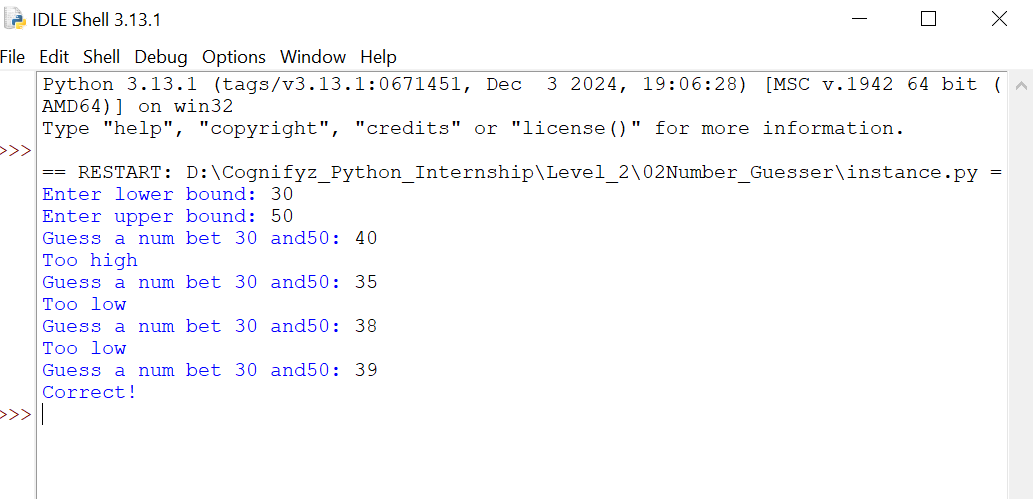 IDLE Shell 3.13.1
File Edit Shell Debug Options Window Help
Python 3.13.1 (tags/v3.13.1:0671451, Dec  3 2024, 19:06:28) [MSC v.1942 64 bit (
AMD64)] on win32
Type "help", "copyright", "credits" or "license()" for more information.
>>>
== RESTART: D:\Cognifyz_Python_Internship\Level_2\02Number_Guesser\instance.py =
Enter lower bound: 30
Enter upper bound: 50
Guess a num bet 30 and50: 40
Too high
Guess a num bet 30 and50: 35
Too low
Guess a num bet 30 and50: 38
Too low
Guess a num bet 30 and50: 39
Correct!
>>>